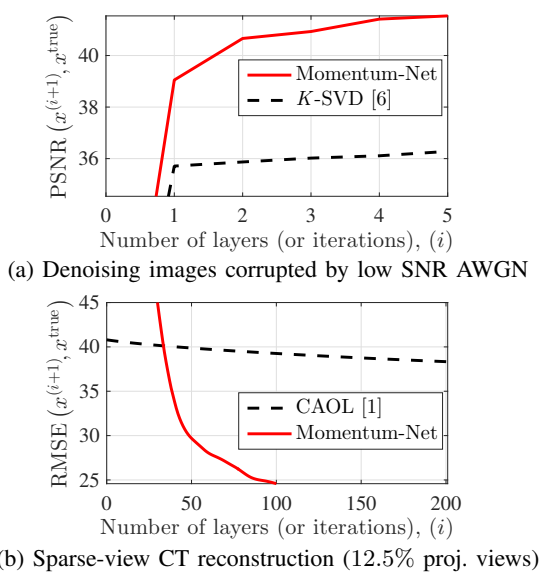 PSNR (x^(i+1), x^true)
40
38
36
Momentum-Net
K-SVD [6]
0 1 2 3 4 5
Number of layers (or iterations), (i)
(a) Denoising images corrupted by low SNR AWGN
RMSE (x^(i+1), x^true)
45
40
35
30
25
CAOL [1]
Momentum-Net
0 50 100 150 200
Number of layers (or iterations), (i)
(b) Sparse-view CT reconstruction (12.5% proj. views)